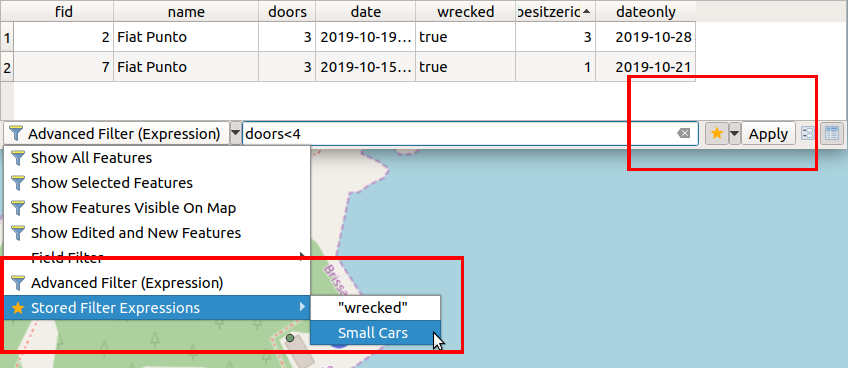 fid name doors date wrecked besitzeric dateonly
1 2 Fiat Punto 3 2019-10-19... true 3 2019-10-28
2 7 Fiat Punto 3 2019-10-15... true 1 2019-10-21
Advanced Filter (Expression) doors<4 Apply
Show All Features
Show Selected Features
Show Features Visible On Map
Show Edited and New Features
Field Filter
Advanced Filter (Expression)
Stored Filter Expressions
"wrecked"
Small Cars
Brissa